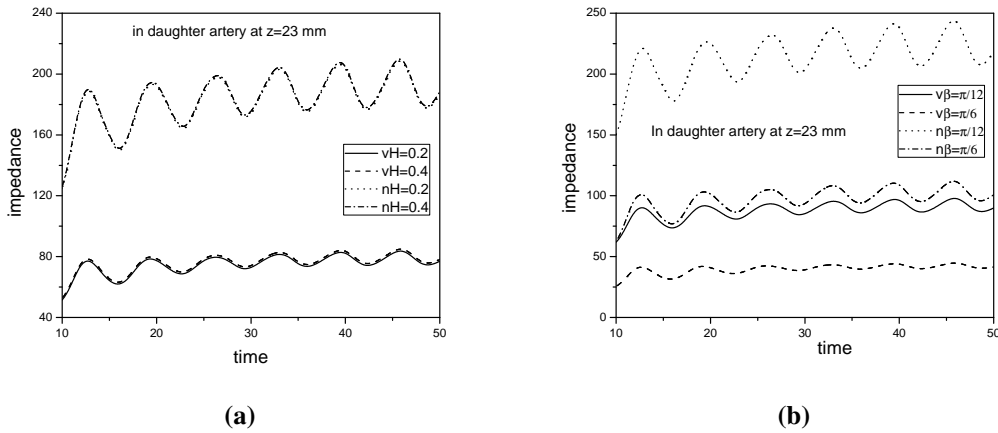 in daughter artery at z=23 mm
impedance
240
200
160
120
80
40
vH=0.2
vH=0.4
nH=0.2
nH=0.4
10
20
30
40
50
time
(a)
impedance
250
200
150
100
50
0
vβ=π/12
vβ=π/6
nβ=π/12
nβ=π/6
In daughter artery at z=23 mm
10
20
30
40
50
time
(b)